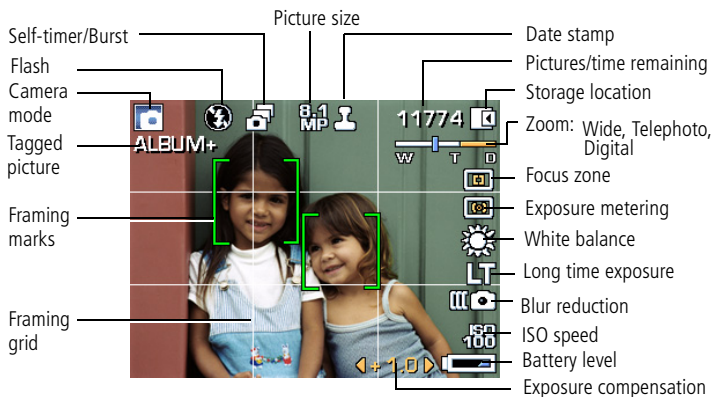 Picture size
Self-timer/Burst
Date stamp
Flash
Pictures/time remaining
Camera
mode
Storage location
8.1
MP
11774
Zoom: Wide, Telephoto,
Digital
ALBUM+
Tagged
picture
W T D
Focus zone
Framing
marks
Exposure metering
White balance
LT
Long time exposure
Blur reduction
Framing
grid
ISO
100
ISO speed
+1.0
Battery level
Exposure compensation